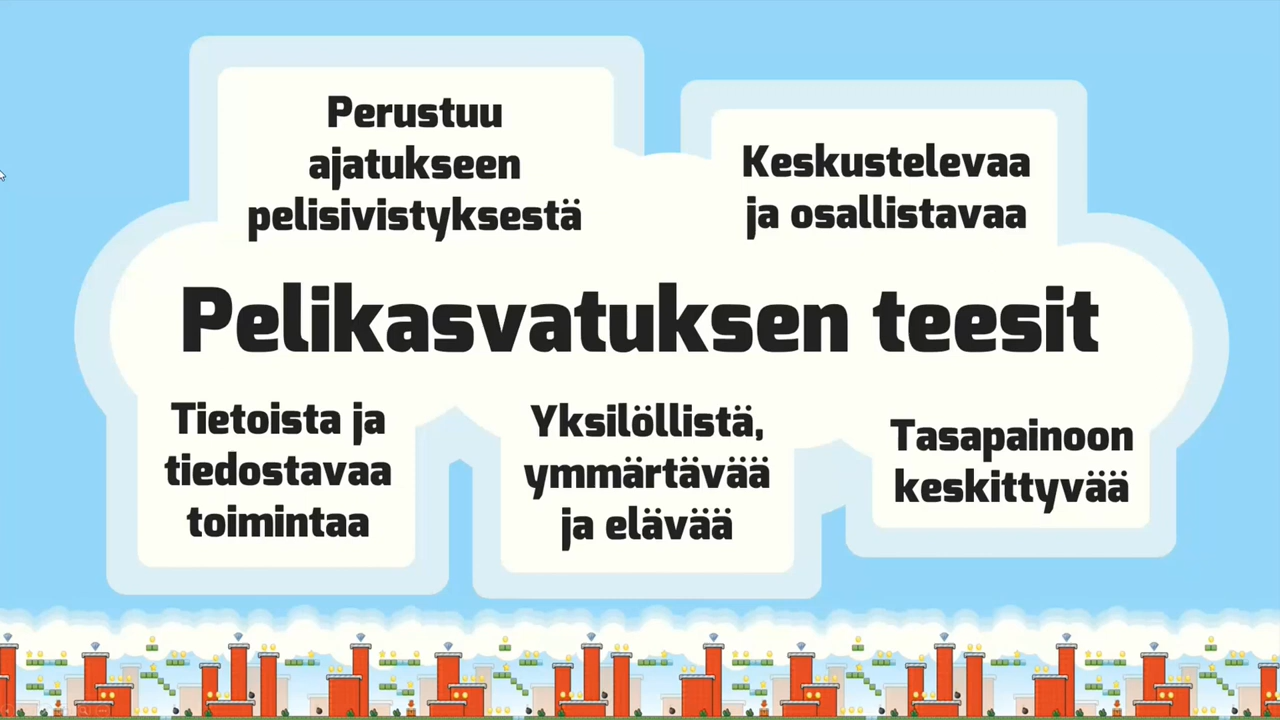 Perustuu
ajatukseen
pelisivistyksestä
Keskustelevaa
ja osallistavaa
Pelikasvatuksen teesit
Tietoista ja
tiedostavaa
toimintaa
Yksilöllistä,
ymmärtävää
ja elävää
Tasapainoon
keskittyvää